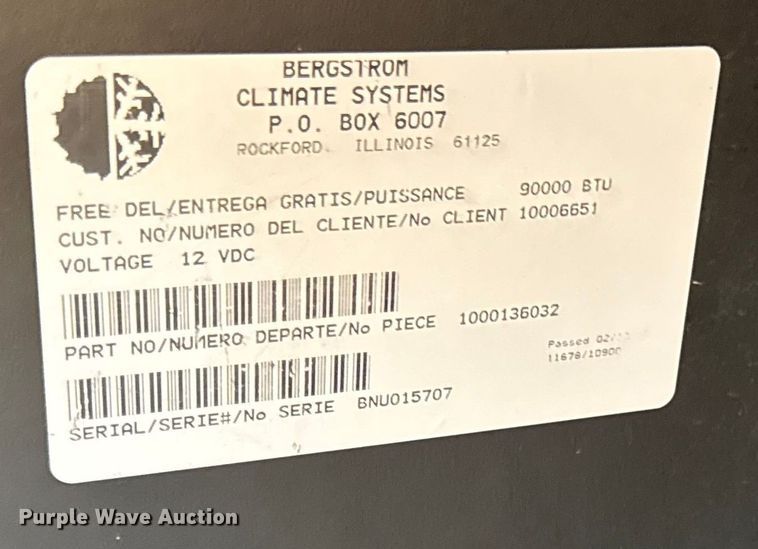 BERGSTROM
CLIMATE SYSTEMS
P.O. BOX 6007
ROCKFORD. ILLINOIS 61125
FREE DEL/ENTREGA GRATIS/PUISSANCE 90000 BTU
CUST. NO/NUMERO DEL CLIENTE/No CLIENT 10006651
VOLTAGE 12 VDC
PART NO/NUMERO DEPARTE/No PIECE 1000136032
Passed
SERIAL/SERIE#/No SERIE BNU015707
Purple Wave Auction